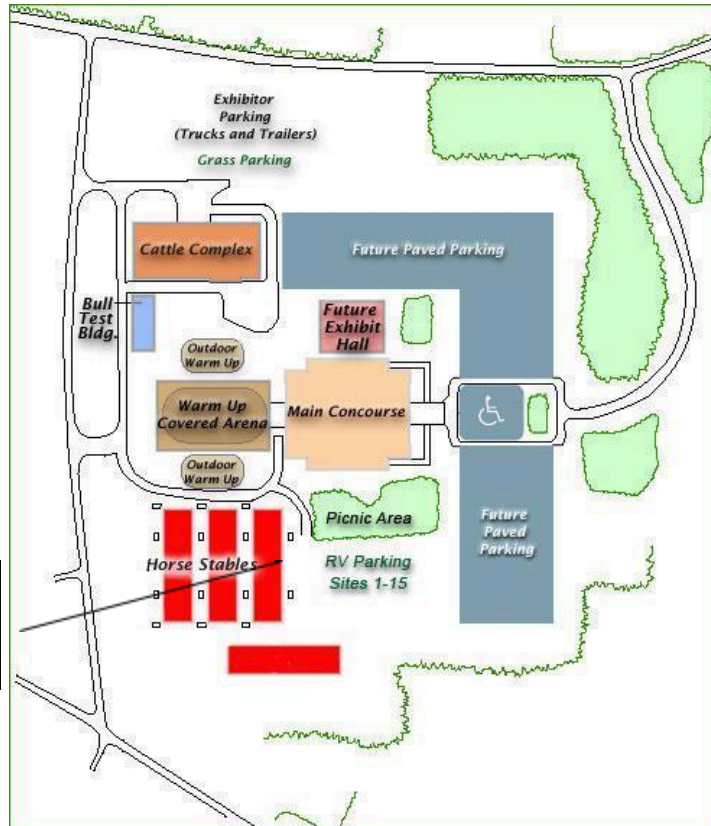 Exhibitor
Parking
(Trucks and Trailers)
Grass Parking
Cattle Complex
Future Paved Parking
Bull
Test
Bldg.
Future
Exhibit
Hall
Outdoor
Warm Up
Warm Up
Covered Arena
Main Concourse
Outdoor
Warm Up
Picnic Area
Future
Paved
Parking
Horse Stables
RV Parking
Sites 1-15